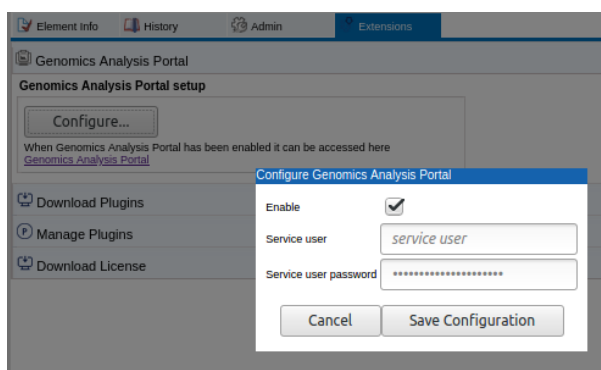 Element Info History Admin Extensions
Genomics Analysis Portal
Genomics Analysis Portal setup
Configure...
When Genomics Analysis Portal has been enabled it can be accessed here
Genomics Analysis Portal
Download Plugins
Manage Plugins
Download License
Configure Genomics Analysis Portal
Enable
Service user service user
Service user password •••••••••••••••••••••
Cancel Save Configuration